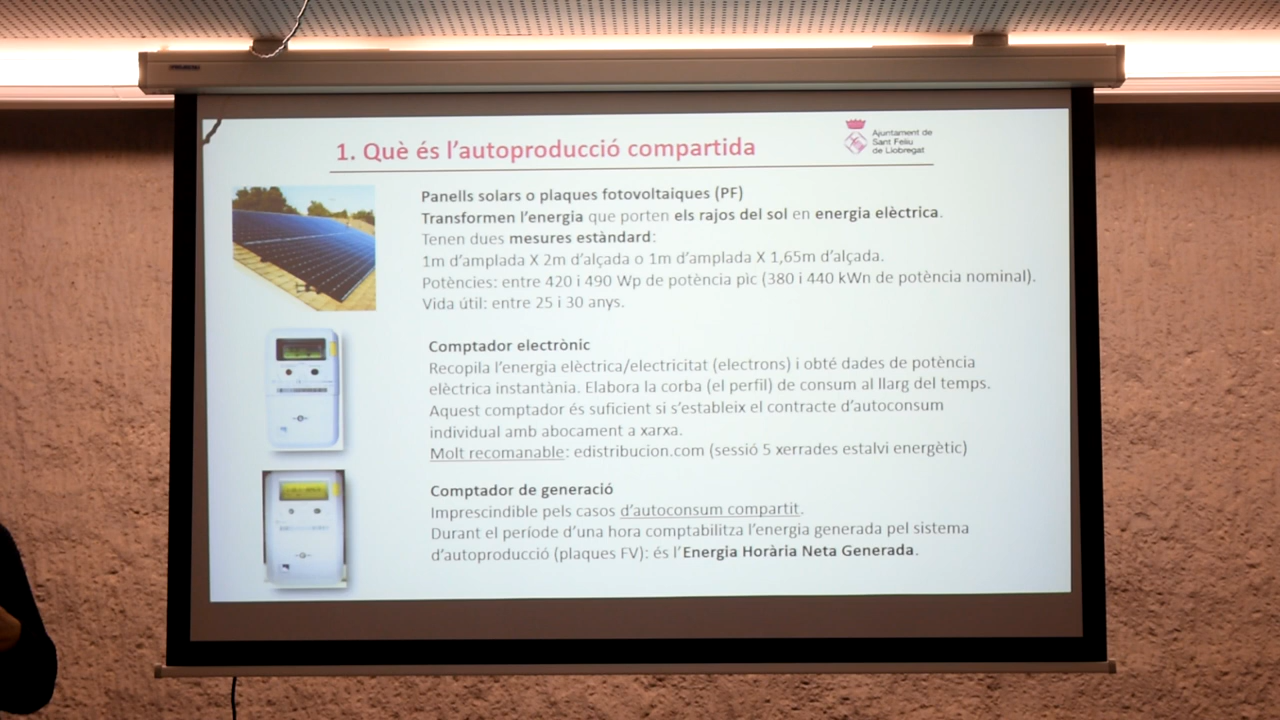 1. Què és l'autoproducció compartida
Ajuntament de
Sant Feliu
de Llobregat
Panells solars o plaques fotovoltaiques (PF)
Transformen l'energia que porten els rajos del sol en energia elèctrica.
Tenen dues mesures estàndard:
1m d'amplada X 2m d'alçada o 1m d'amplada X 1,65m d'alçada.
Potències: entre 420 i 490 Wp de potència pic (380 i 440 kWn de potència nominal).
Vida útil: entre 25 i 30 anys.
Comptador electrònic
Recopila l'energia elèctrica/electricitat (electrons) i obté dades de potència
elèctrica instantània. Elabora la corba (el perfil) de consum al llarg del temps.
Aquest comptador és suficient si s'estableix el contracte d'autoconsum
individual amb abocament a xarxa.
Molt recomanable: edistribucion.com (sessió 5 xerrades estalvi energètic)
Comptador de generació
Imprescindible pels casos d'autoconsum compartit.
Durant el període d'una hora comptabilitza l'energia generada pel sistema
d'autoproducció (plaques FV): és l'Energia Horària Neta Generada.